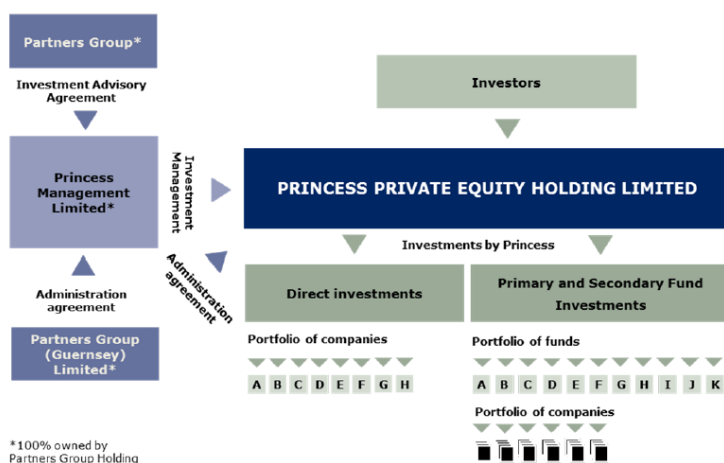 Partners Group*
Investment Advisory
Agreement
Princess
Management
Limited*
Administration
agreement
Partners Group
(Guernsey)
Limited*
*100% owned by
Partners Group Holding
Investment
Management
Administration
agreement
Investors
PRINCESS PRIVATE EQUITY HOLDING LIMITED
Investments by Princess
Direct investments
Portfolio of companies
A B C D E F G H
Primary and Secondary Fund
Investments
Portfolio of funds
A B C D E F G H I J K
Portfolio of companies